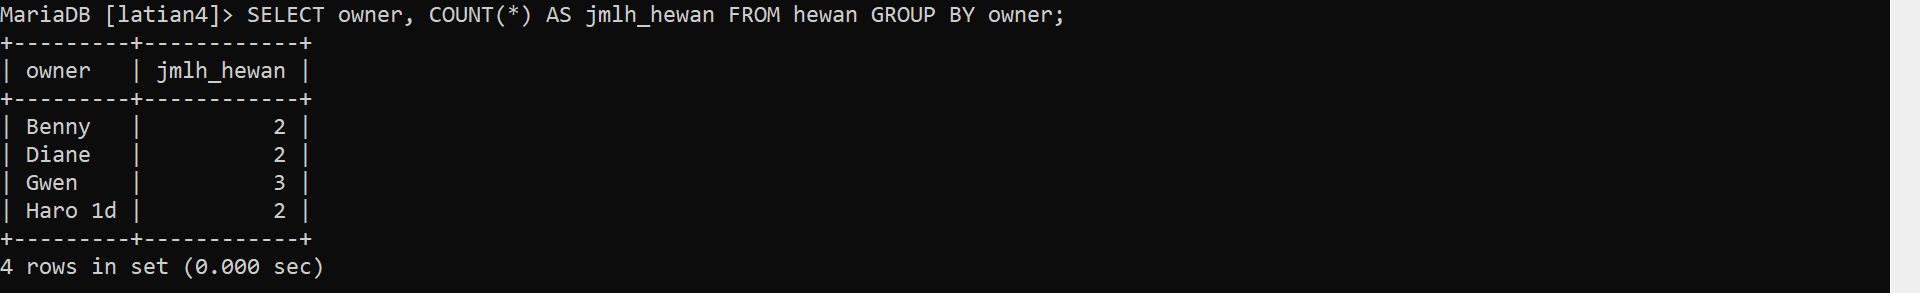 MariaDB [latian4]> SELECT owner, COUNT(*) AS jmlh_hewan FROM hewan GROUP BY owner;
+---------+------------+
| owner   | jmlh_hewan |
+---------+------------+
| Benny   |          2 |
| Diane   |          2 |
| Gwen    |          3 |
| Haro 1d |          2 |
+---------+------------+
4 rows in set (0.000 sec)